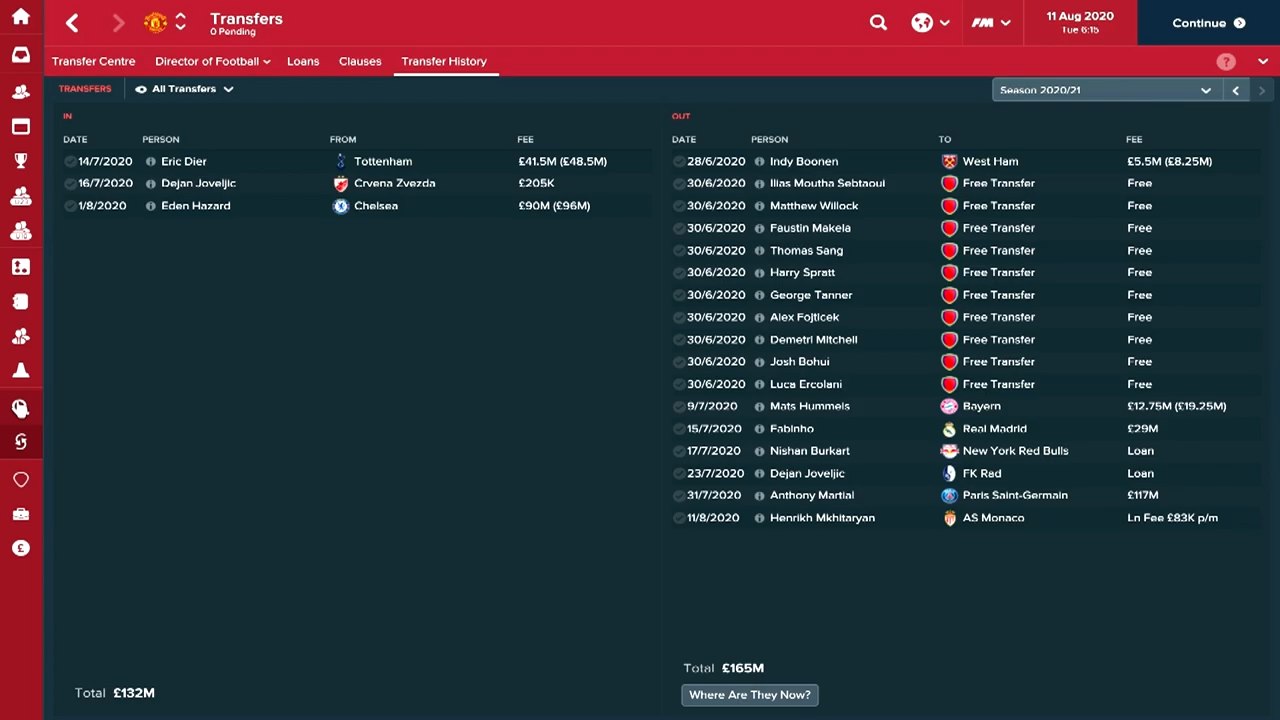 Transfers
0 Pending
FM
11 Aug 2020
Tue 6:15
Continue
Transfer Centre Director of Football Loans Clauses Transfer History
?
TRANSFERS All Transfers
Season 2020/21
IN
DATE PERSON FROM FEE
14/7/2020 Eric Dier Tottenham £41.5M (£48.5M)
16/7/2020 Dejan Joveljic Crvena Zvezda £205K
1/8/2020 Eden Hazard Chelsea £90M (£96M)
Total £132M
OUT
DATE PERSON TO FEE
28/6/2020 Indy Boonen West Ham £5.5M (£8.25M)
30/6/2020 Ilias Moutha Sebtaoui Free Transfer Free
30/6/2020 Matthew Willock Free Transfer Free
30/6/2020 Faustin Makela Free Transfer Free
30/6/2020 Thomas Sang Free Transfer Free
30/6/2020 Harry Spratt Free Transfer Free
30/6/2020 George Tanner Free Transfer Free
30/6/2020 Alex Fojticek Free Transfer Free
30/6/2020 Demetri Mitchell Free Transfer Free
30/6/2020 Josh Bohui Free Transfer Free
30/6/2020 Luca Ercolani Free Transfer Free
9/7/2020 Mats Hummels Bayern £12.75M (£19.25M)
15/7/2020 Fabinho Real Madrid £29M
17/7/2020 Nishan Burkart New York Red Bulls Loan
23/7/2020 Dejan Joveljic FK Rad Loan
31/7/2020 Anthony Martial Paris Saint-Germain £117M
11/8/2020 Henrikh Mkhitaryan AS Monaco Ln Fee £83K p/m
Total £165M
Where Are They Now?